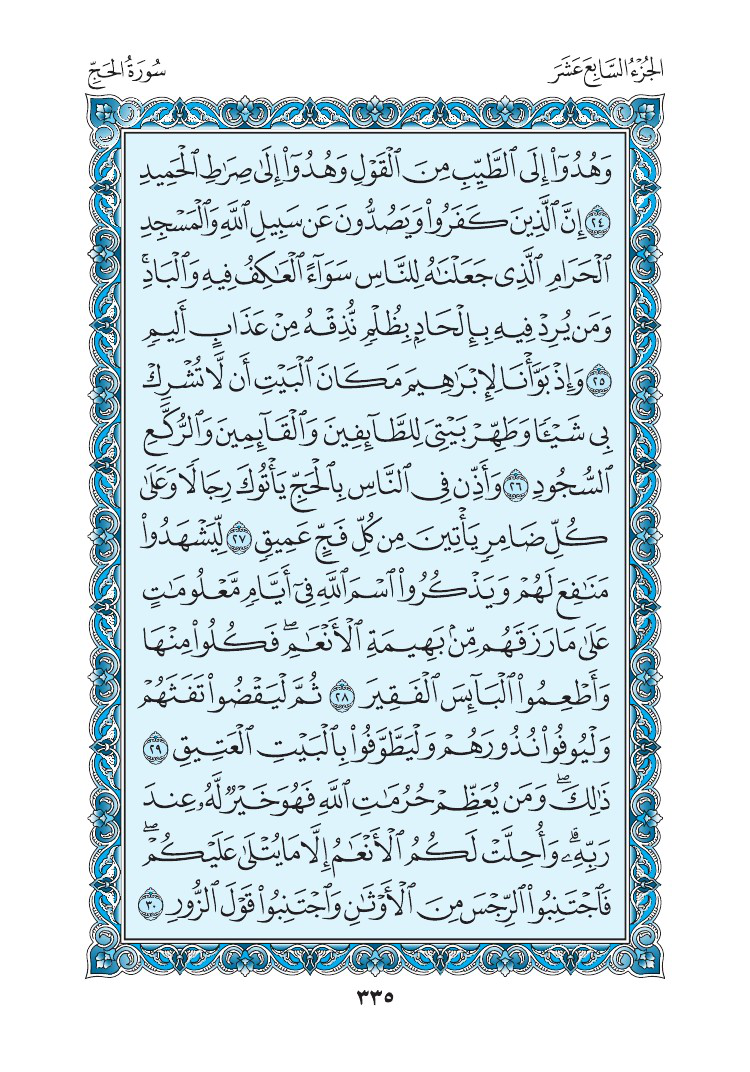 الجُزْءُ السَّابِعَ عَشَرَ
سُورَةُ الحَجِّ
وَهُدُوٓا۟ إِلَى ٱلطَّيِّبِ مِنَ ٱلْقَوْلِ وَهُدُوٓا۟ إِلَىٰ صِرَٰطِ ٱلْحَمِيدِ
٢٤ إِنَّ ٱلَّذِينَ كَفَرُوا۟ وَيَصُدُّونَ عَن سَبِيلِ ٱللَّهِ وَٱلْمَسْجِدِ
ٱلْحَرَامِ ٱلَّذِى جَعَلْنَٰهُ لِلنَّاسِ سَوَآءً ٱلْعَٰكِفُ فِيهِ وَٱلْبَادِ ۚ
وَمَن يُرِدْ فِيهِ بِإِلْحَادٍۭ بِظُلْمٍ نُّذِقْهُ مِنْ عَذَابٍ أَلِيمٍ
٢٥ وَإِذْ بَوَّأْنَا لِإِبْرَٰهِيمَ مَكَانَ ٱلْبَيْتِ أَن لَّا تُشْرِكْ
بِى شَيْـًٔا وَطَهِّرْ بَيْتِىَ لِلطَّآئِفِينَ وَٱلْقَآئِمِينَ وَٱلرُّكَّعِ
ٱلسُّجُودِ ٢٦ وَأَذِّن فِى ٱلنَّاسِ بِٱلْحَجِّ يَأْتُوكَ رِجَالًا وَعَلَىٰ
كُلِّ ضَامِرٍ يَأْتِينَ مِن كُلِّ فَجٍّ عَمِيقٍ ٢٧ لِّيَشْهَدُوا۟
مَنَٰفِعَ لَهُمْ وَيَذْكُرُوا۟ ٱسْمَ ٱللَّهِ فِىٓ أَيَّامٍ مَّعْلُومَٰتٍ
عَلَىٰ مَا رَزَقَهُم مِّنۢ بَهِيمَةِ ٱلْأَنْعَٰمِ ۖ فَكُلُوا۟ مِنْهَا
وَأَطْعِمُوا۟ ٱلْبَآئِسَ ٱلْفَقِيرَ ٢٨ ثُمَّ لْيَقْضُوا۟ تَفَثَهُمْ
وَلْيُوفُوا۟ نُذُورَهُمْ وَلْيَطَّوَّفُوا۟ بِٱلْبَيْتِ ٱلْعَتِيقِ ٢٩
ذَٰلِكَ ۖ وَمَن يُعَظِّمْ حُرُمَٰتِ ٱللَّهِ فَهُوَ خَيْرٌ لَّهُۥ عِندَ
رَبِّهِۦ ۗ وَأُحِلَّتْ لَكُمُ ٱلْأَنْعَٰمُ إِلَّا مَا يُتْلَىٰ عَلَيْكُمْ ۖ
فَٱجْتَنِبُوا۟ ٱلرِّجْسَ مِنَ ٱلْأَوْثَٰنِ وَٱجْتَنِبُوا۟ قَوْلَ ٱلزُّورِ ٣٠
٣٣٥